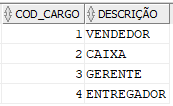 COD_CARGO DESCRIÇÃO
1 VENDEDOR
2 CAIXA
3 GERENTE
4 ENTREGADOR